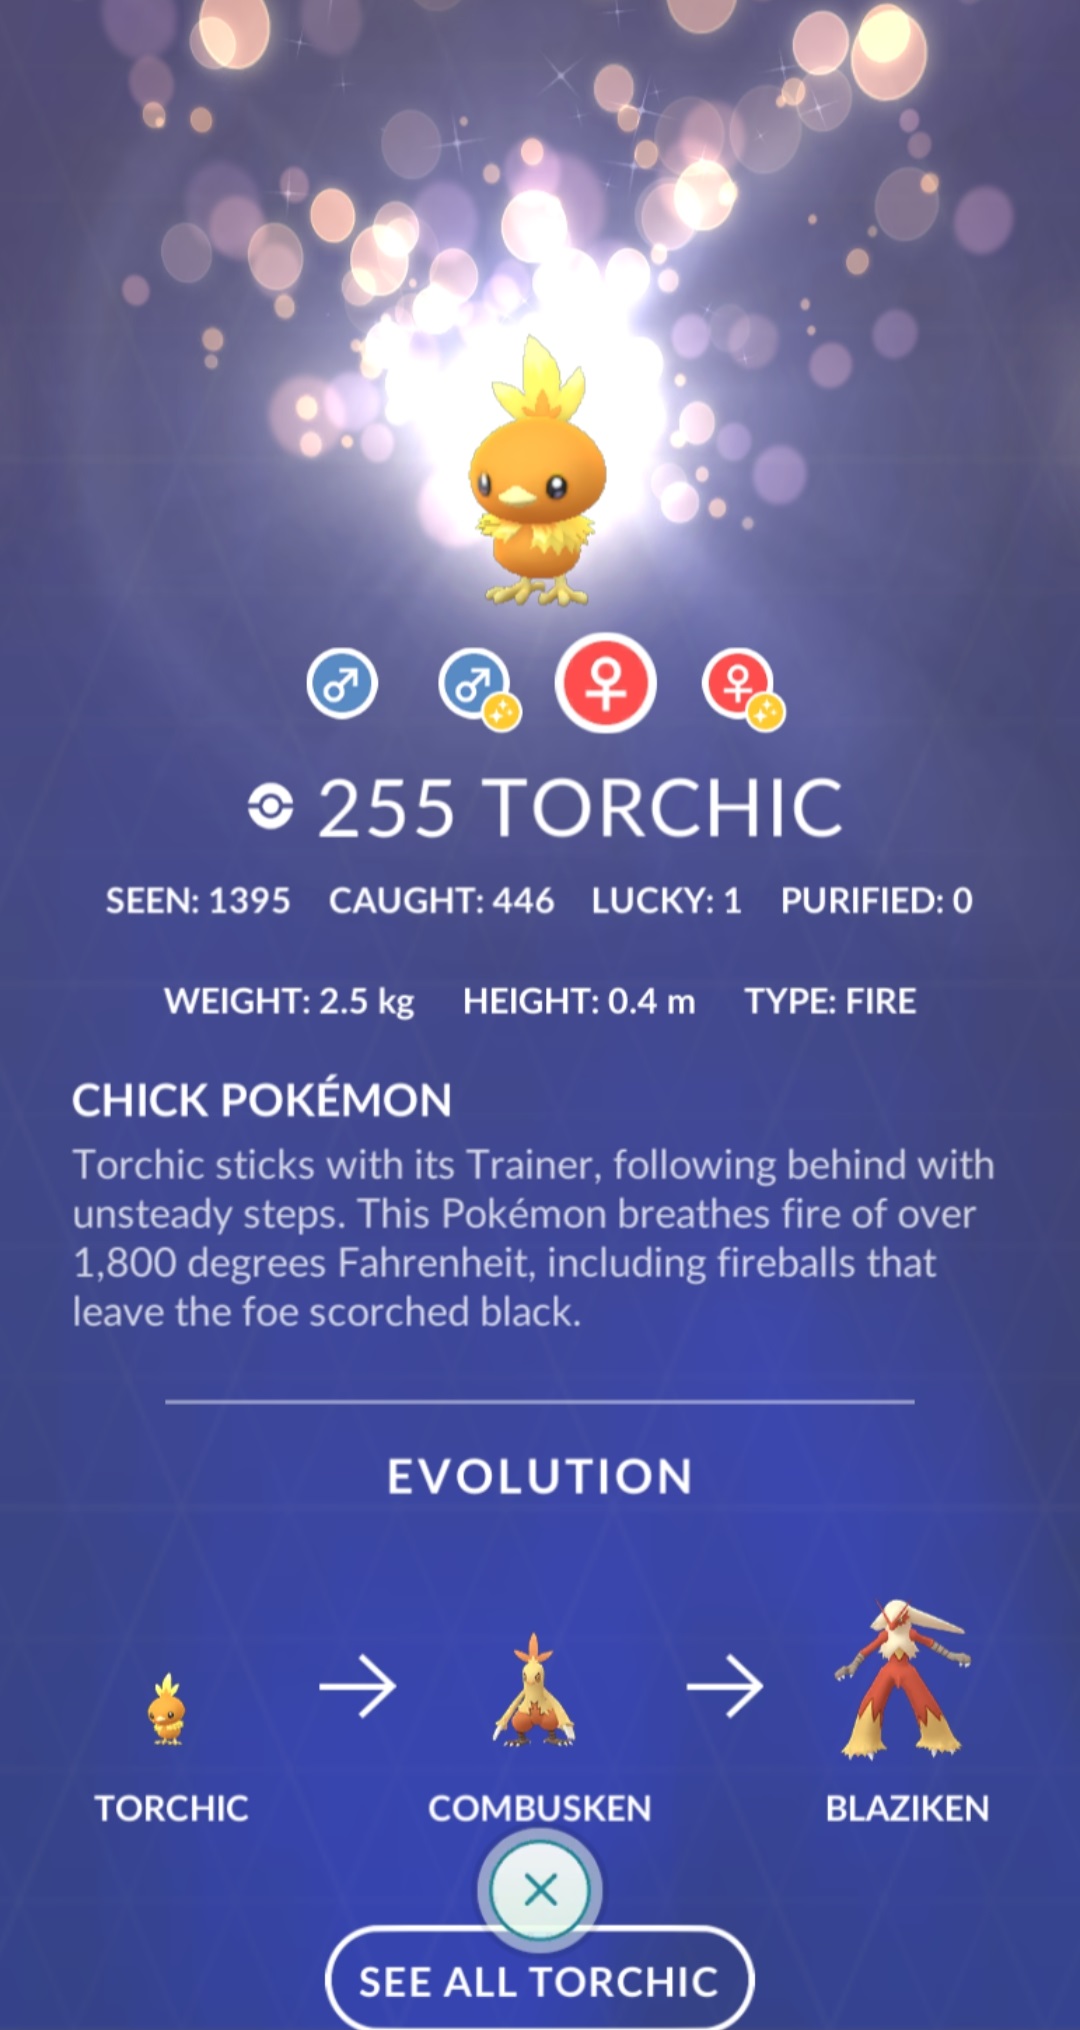 255 TORCHIC
SEEN: 1395 CAUGHT: 446 LUCKY: 1 PURIFIED: 0
WEIGHT: 2.5 kg HEIGHT: 0.4 m TYPE: FIRE
CHICK POKÉMON
Torchic sticks with its Trainer, following behind with
unsteady steps. This Pokémon breathes fire of over
1,800 degrees Fahrenheit, including fireballs that
leave the foe scorched black.
EVOLUTION
TORCHIC COMBUSKEN BLAZIKEN
SEE ALL TORCHIC